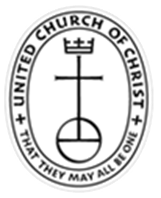 UNITED CHURCH OF CHRIST
THAT THEY MAY ALL BE ONE